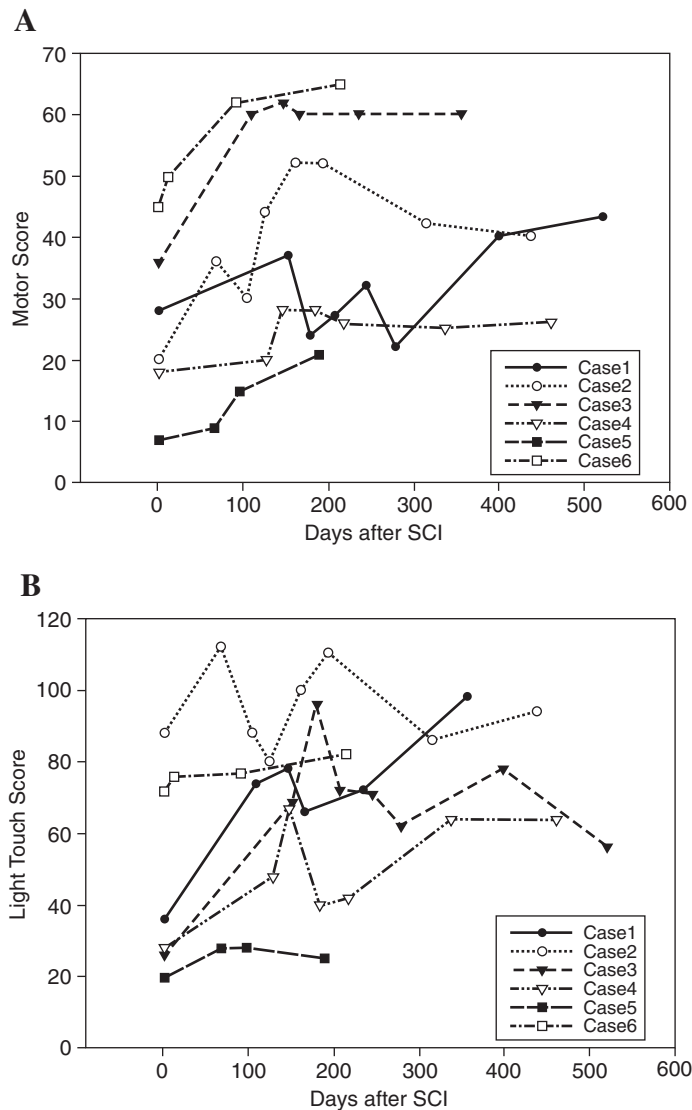 A
70
60
50
40
30
20
10
0
Motor Score
Case1
Case2
Case3
Case4
Case5
Case6
0 100 200 300 400 500 600
Days after SCI
B
120
100
80
60
40
20
0
Light Touch Score
Case1
Case2
Case3
Case4
Case5
Case6
0 100 200 300 400 500 600
Days after SCI